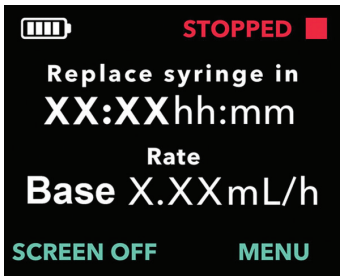 STOPPED
Replace syringe in
XX:XXhh:mm
Rate
Base X.XXmL/h
SCREEN OFF MENU